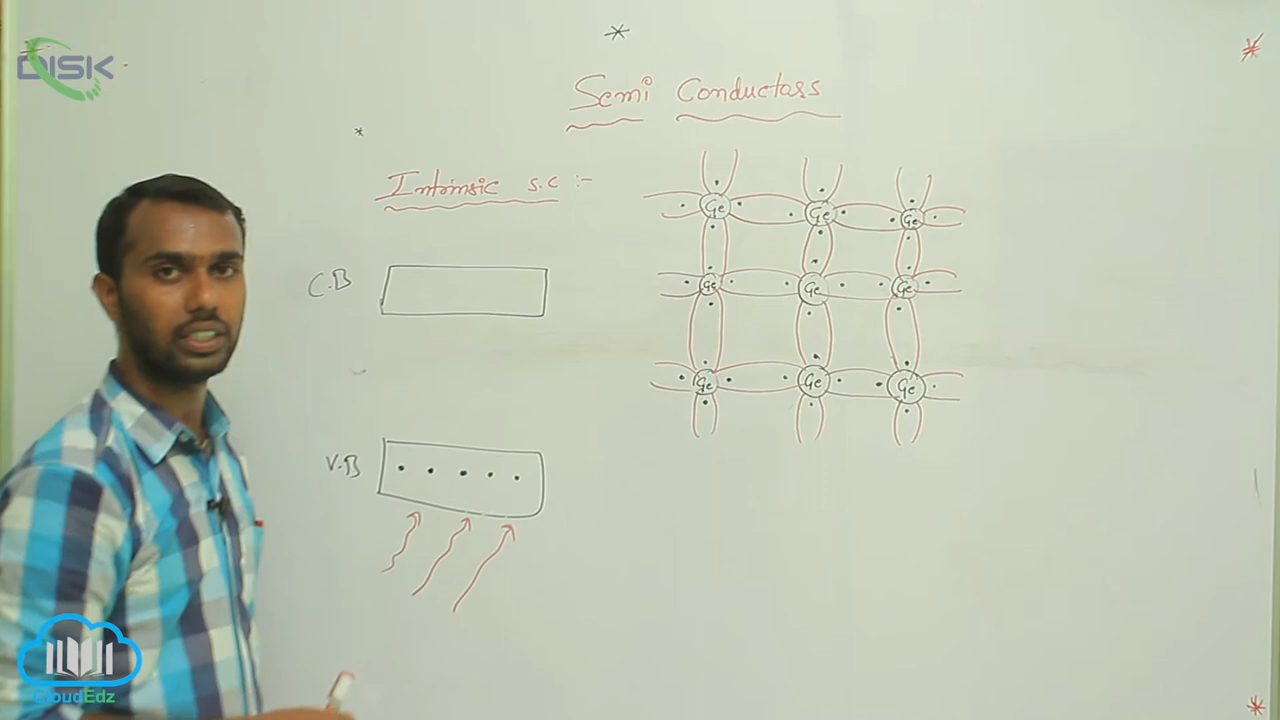 DISK
Semi Conductors
Intrinsic S.C :-
C.B
V.B
Ge Ge Ge
Ge Ge Ge
Ge Ge Ge
CloudEdz